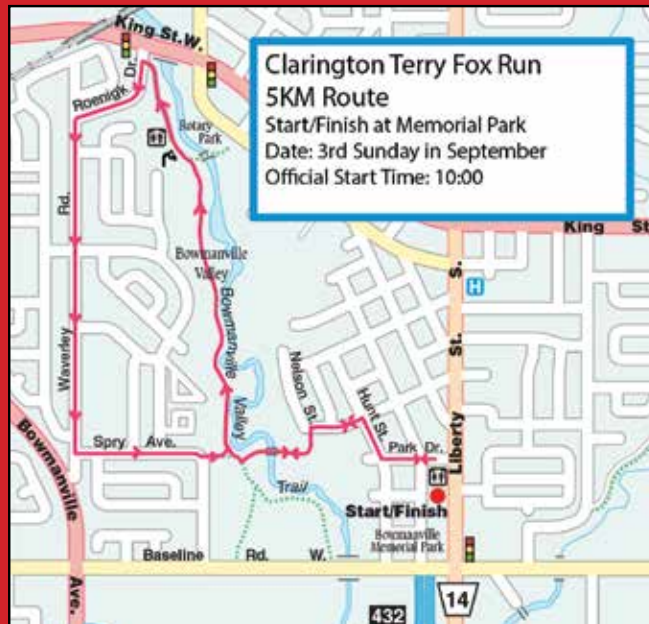 King St.W.
Clarington Terry Fox Run
5KM Route
Start/Finish at Memorial Park
Date: 3rd Sunday in September
Official Start Time: 10:00
Roenigk Dr.
Rotary
Park
King St
Bowmanville
Valley
Bowmanville Valley Trail
Waverley Rd.
Nelson St.
Hunt St.
Liberty St. S.
H
Spry Ave.
Park Dr.
Bowmanville Ave.
Start/Finish
Bowmanville
Memorial Park
Baseline Rd. W.
432
14